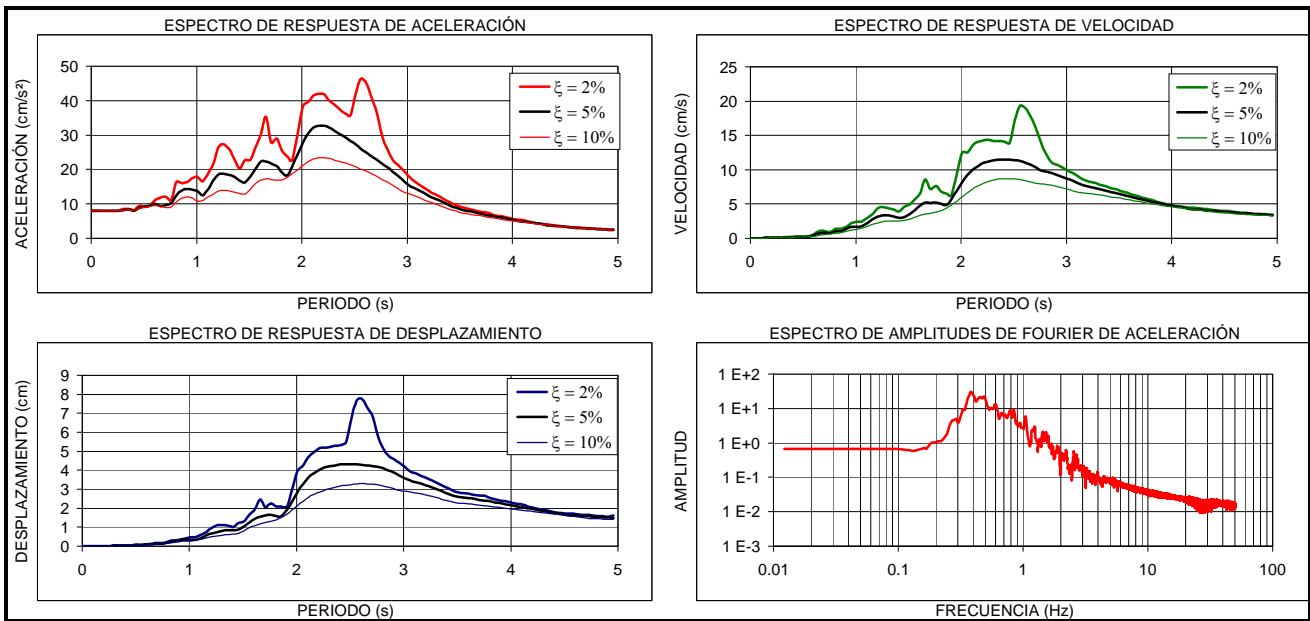 ESPECTRO DE RESPUESTA DE ACELERACIÓN
ACELERACIÓN (cm/s²)
50
40
30
20
10
0
0 1 2 3 4 5
ξ = 2%
ξ = 5%
ξ = 10%
PERIODO (s)
ESPECTRO DE RESPUESTA DE VELOCIDAD
VELOCIDAD (cm/s)
25
20
15
10
5
0
0 1 2 3 4 5
ξ = 2%
ξ = 5%
ξ = 10%
PERIODO (s)
ESPECTRO DE RESPUESTA DE DESPLAZAMIENTO
DESPLAZAMIENTO (cm)
9
8
7
6
5
4
3
2
1
0
0 1 2 3 4 5
ξ = 2%
ξ = 5%
ξ = 10%
PERIODO (s)
ESPECTRO DE AMPLITUDES DE FOURIER DE ACELERACIÓN
AMPLITUD
1 E+2
1 E+1
1 E+0
1 E-1
1 E-2
1 E-3
0.01 0.1 1 10 100
FRECUENCIA (Hz)